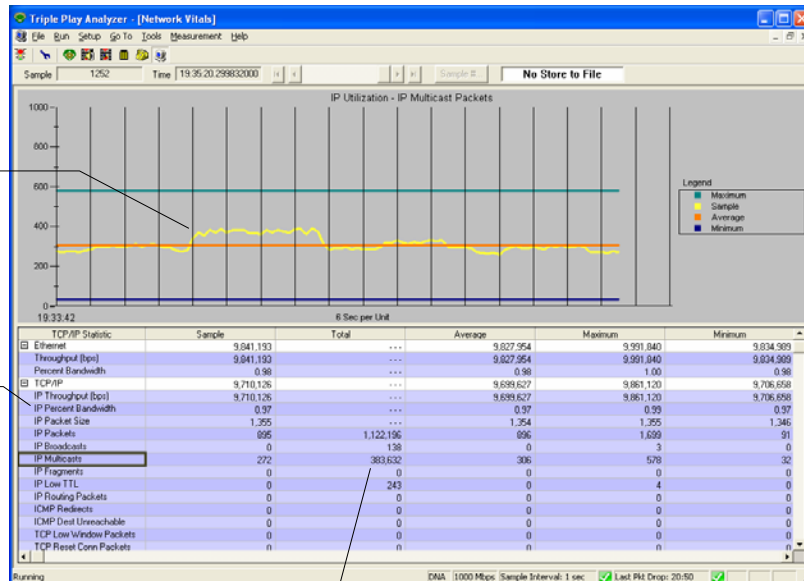 Triple Play Analyzer - [Network Vitals]
File Run Setup Go To Tools Measurement Help
Sample 1252 Time 19:35:20.299832000 Sample #... No Store to File
IP Utilization - IP Multicast Packets
1000
800
600
400
200
0
19:33:42
6 Sec per Unit
Legend
Maximum
Sample
Average
Minimum
TCP/IP Statistic Sample Total Average Maximum Minimum
Ethernet 9,841,193 ... 9,827,954 9,991,840 9,834,989
Throughput (bps) 9,841,193 ... 9,827,954 9,991,840 9,834,989
Percent Bandwidth 0.98 ... 0.98 1.00 0.98
TCP/IP 9,710,126 ... 9,699,627 9,861,120 9,706,658
IP Throughput (bps) 9,710,126 ... 9,699,627 9,861,120 9,706,658
IP Percent Bandwidth 0.97 ... 0.97 0.99 0.97
IP Packet Size 1,355 ... 1,354 1,355 1,346
IP Packets 895 1,122,196 896 1,699 91
IP Broadcasts 0 138 0 3 0
IP Multicasts 272 383,632 306 578 32
IP Fragments 0 0 0 0 0
IP Low TTL 0 243 0 4 0
IP Routing Packets 0 0 0 0 0
ICMP Redirects 0 0 0 0 0
ICMP Dest Unreachable 0 0 0 0 0
TCP Low Window Packets 0 0 0 0 0
TCP Reset Conn Packets 0 0 0 0 0
Running DNA 1000 Mbps Sample Interval: 1 sec Last Pkt Drop: 20:50